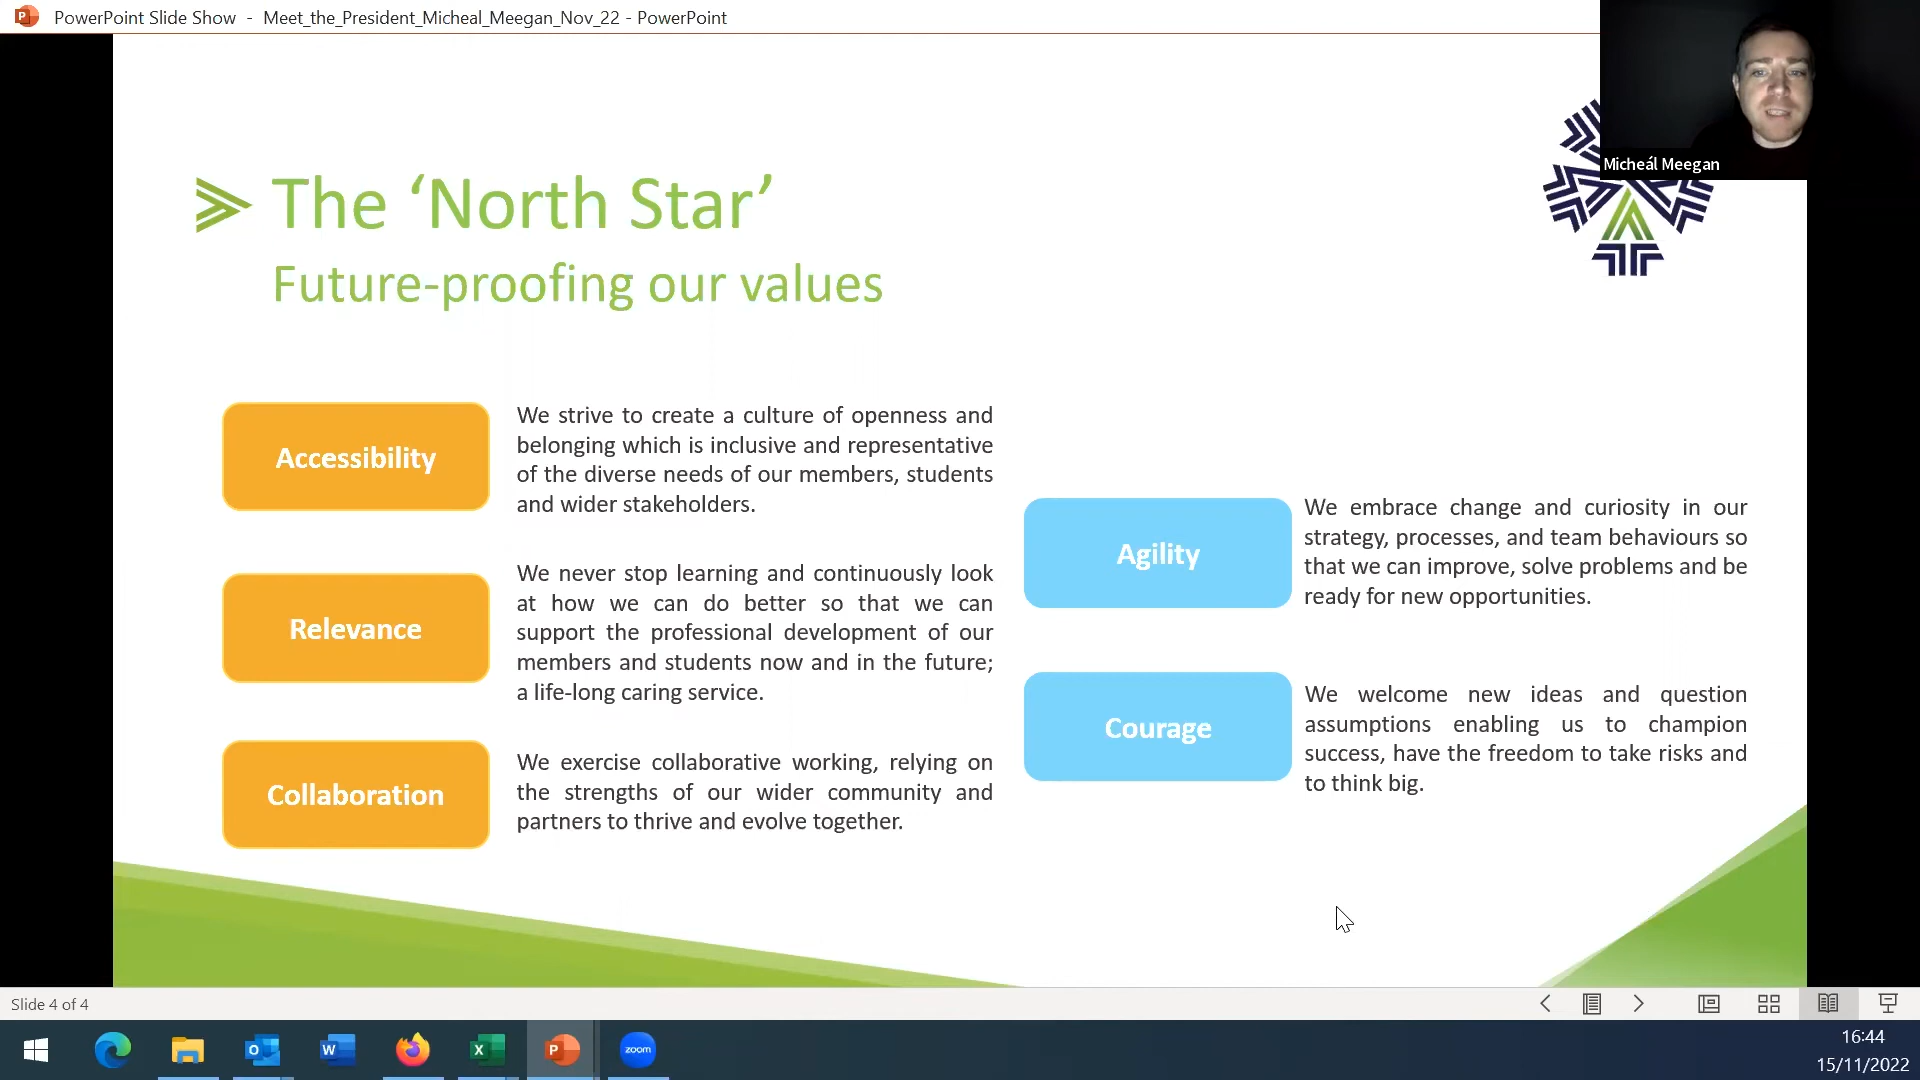 PowerPoint Slide Show - Meet_the_President_Micheal_Meegan_Nov_22 - PowerPoint
Micheál Meegan
The ‘North Star’
Future-proofing our values
Accessibility
We strive to create a culture of openness and
belonging which is inclusive and representative
of the diverse needs of our members, students
and wider stakeholders.
Relevance
We never stop learning and continuously look
at how we can do better so that we can
support the professional development of our
members and students now and in the future;
a life-long caring service.
Collaboration
We exercise collaborative working, relying on
the strengths of our wider community and
partners to thrive and evolve together.
Agility
We embrace change and curiosity in our
strategy, processes, and team behaviours so
that we can improve, solve problems and be
ready for new opportunities.
Courage
We welcome new ideas and question
assumptions enabling us to champion
success, have the freedom to take risks and
to think big.
Slide 4 of 4
zoom
16:44
15/11/2022